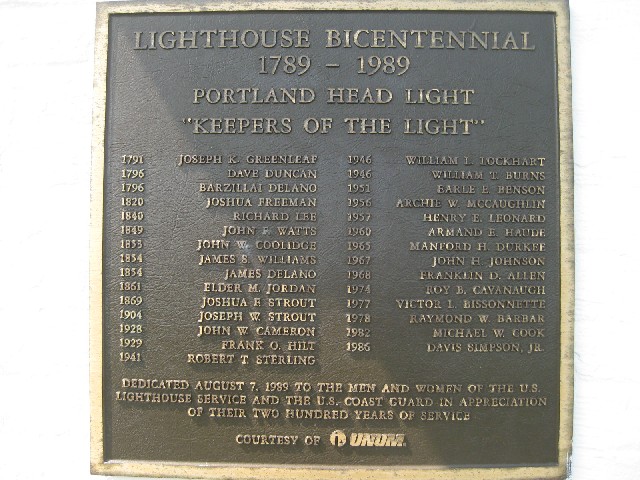 LIGHTHOUSE BICENTENNIAL
1789 - 1989
PORTLAND HEAD LIGHT
"KEEPERS OF THE LIGHT"
1791 JOSEPH K. GREENLEAF
1796 DAVE DUNCAN
1796 BARZILLAI DELANO
1820 JOSHUA FREEMAN
1840 RICHARD LEE
1849 JOHN F. WATTS
1853 JOHN W. COOLIDGE
1854 JAMES S. WILLIAMS
1854 JAMES DELANO
1861 ELDER M. JORDAN
1869 JOSHUA F. STROUT
1904 JOSEPH W. STROUT
1928 JOHN W. CAMERON
1929 FRANK O. HILT
1941 ROBERT T. STERLING
1946 WILLIAM L. LOCKHART
1946 WILLIAM T. BURNS
1951 EARLE E. BENSON
1956 ARCHIE W. MCCAUGHLIN
1957 HENRY E. LEONARD
1960 ARMAND E. HAUDE
1965 MANFORD H. DURKEE
1967 JOHN H. JOHNSON
1968 FRANKLIN D. ALLEN
1974 ROY B. CAVANAUGH
1977 VICTOR L. BISSONNETTE
1978 RAYMOND W. BARBAR
1982 MICHAEL W. COOK
1986 DAVIS SIMPSON, JR.
DEDICATED AUGUST 7, 1989 TO THE MEN AND WOMEN OF THE U.S.
LIGHTHOUSE SERVICE AND THE U.S. COAST GUARD IN APPRECIATION
OF THEIR TWO HUNDRED YEARS OF SERVICE
COURTESY OF UNUM.